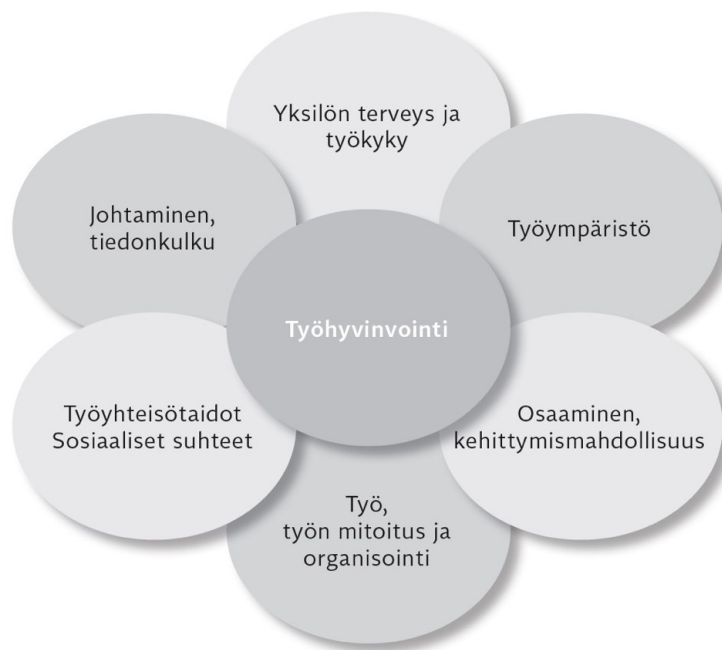 Yksilön terveys ja
työkyky
Johtaminen,
tiedonkulku
Työympäristö
Työhyvinvointi
Työyhteisötaidot
Sosiaaliset suhteet
Osaaminen,
kehittymismahdollisuus
Työ,
työn mitoitus ja
organisointi